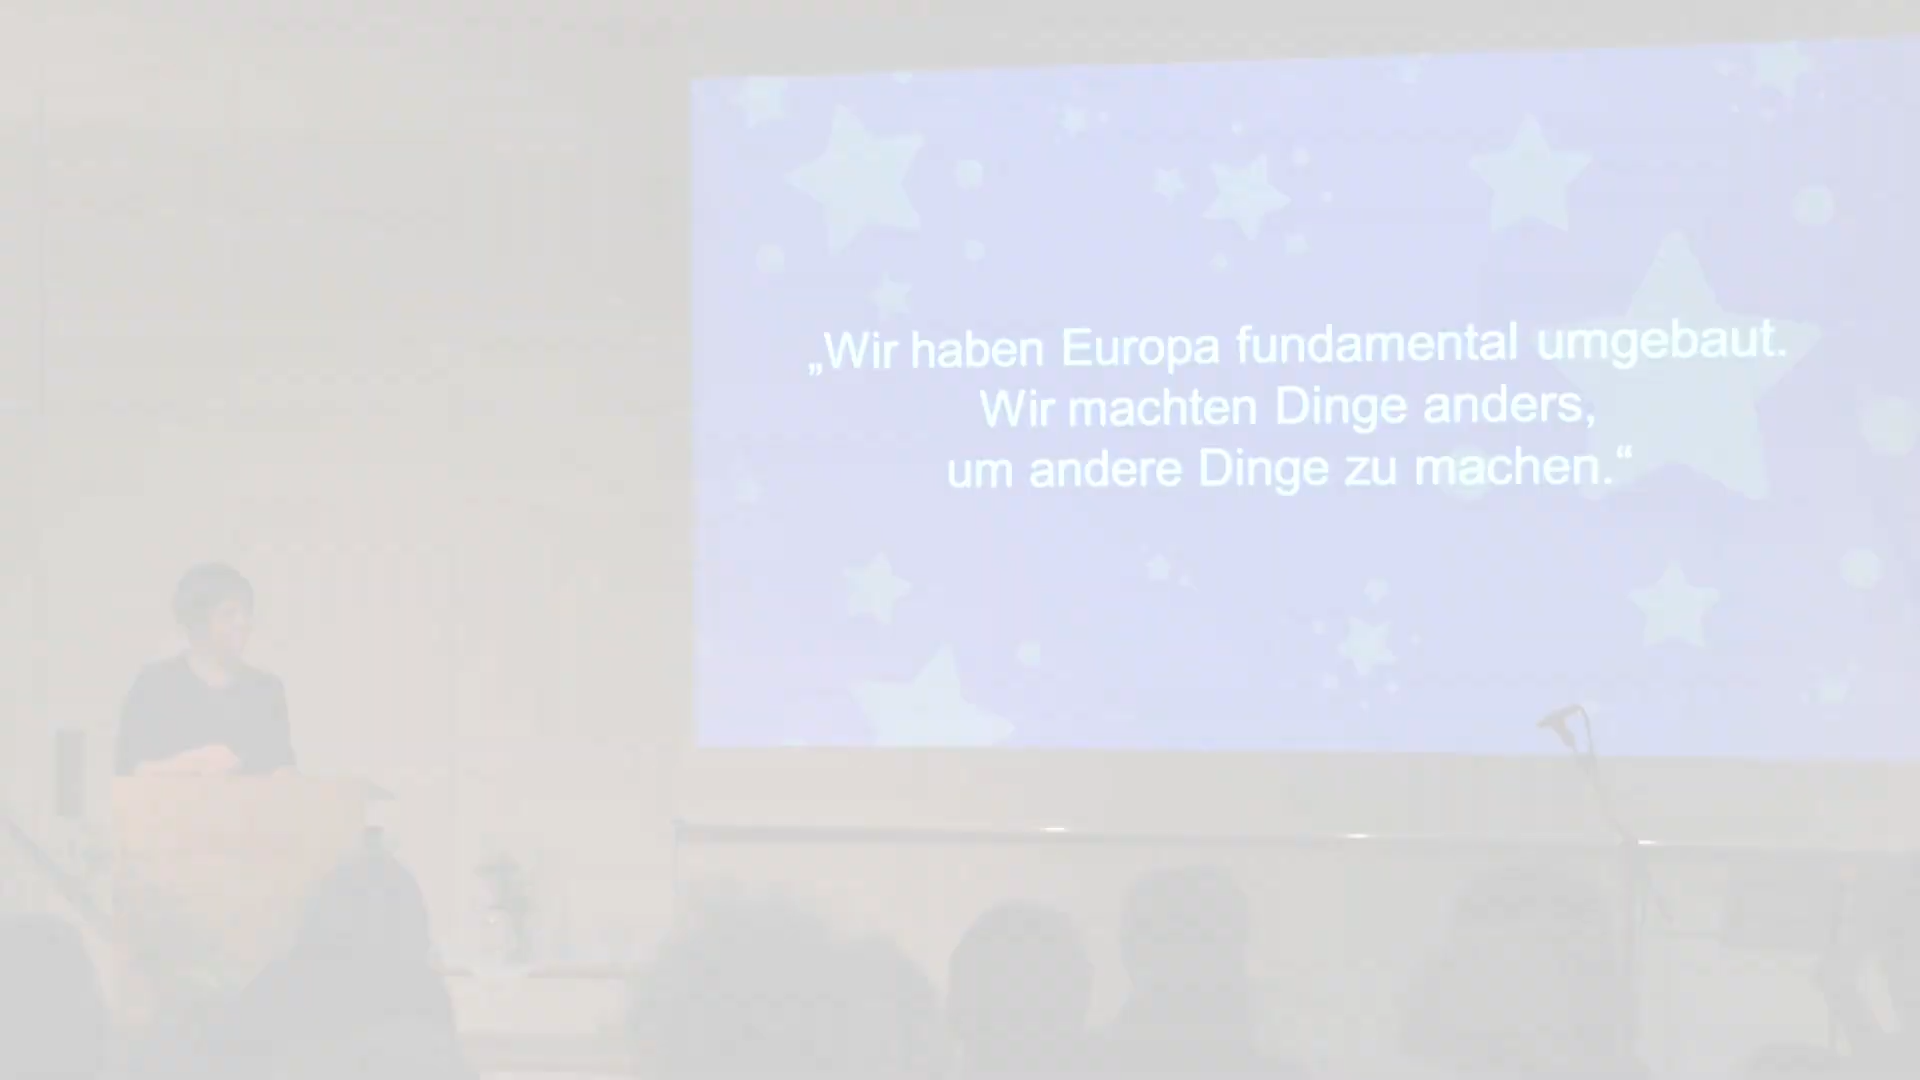 „Wir haben Europa fundamental umgebaut.
Wir machten Dinge anders,
um andere Dinge zu machen.“